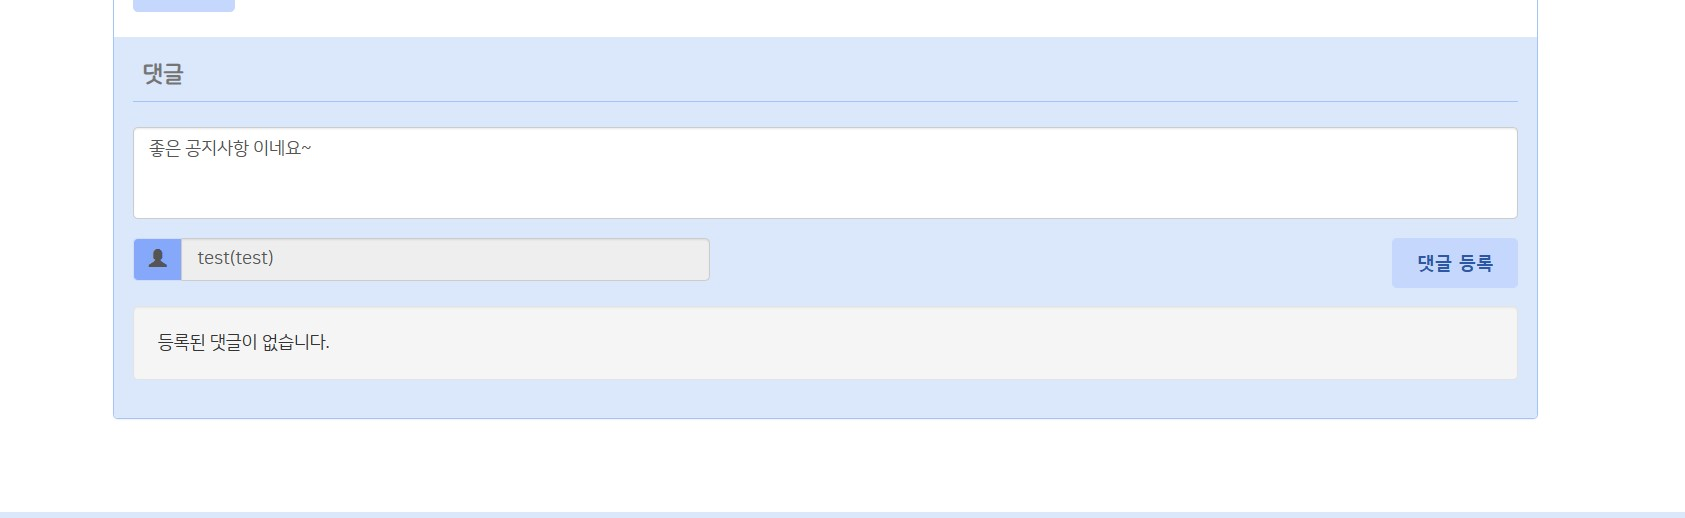 댓글
좋은 공지사항 이네요~
test(test)
댓글 등록
등록된 댓글이 없습니다.